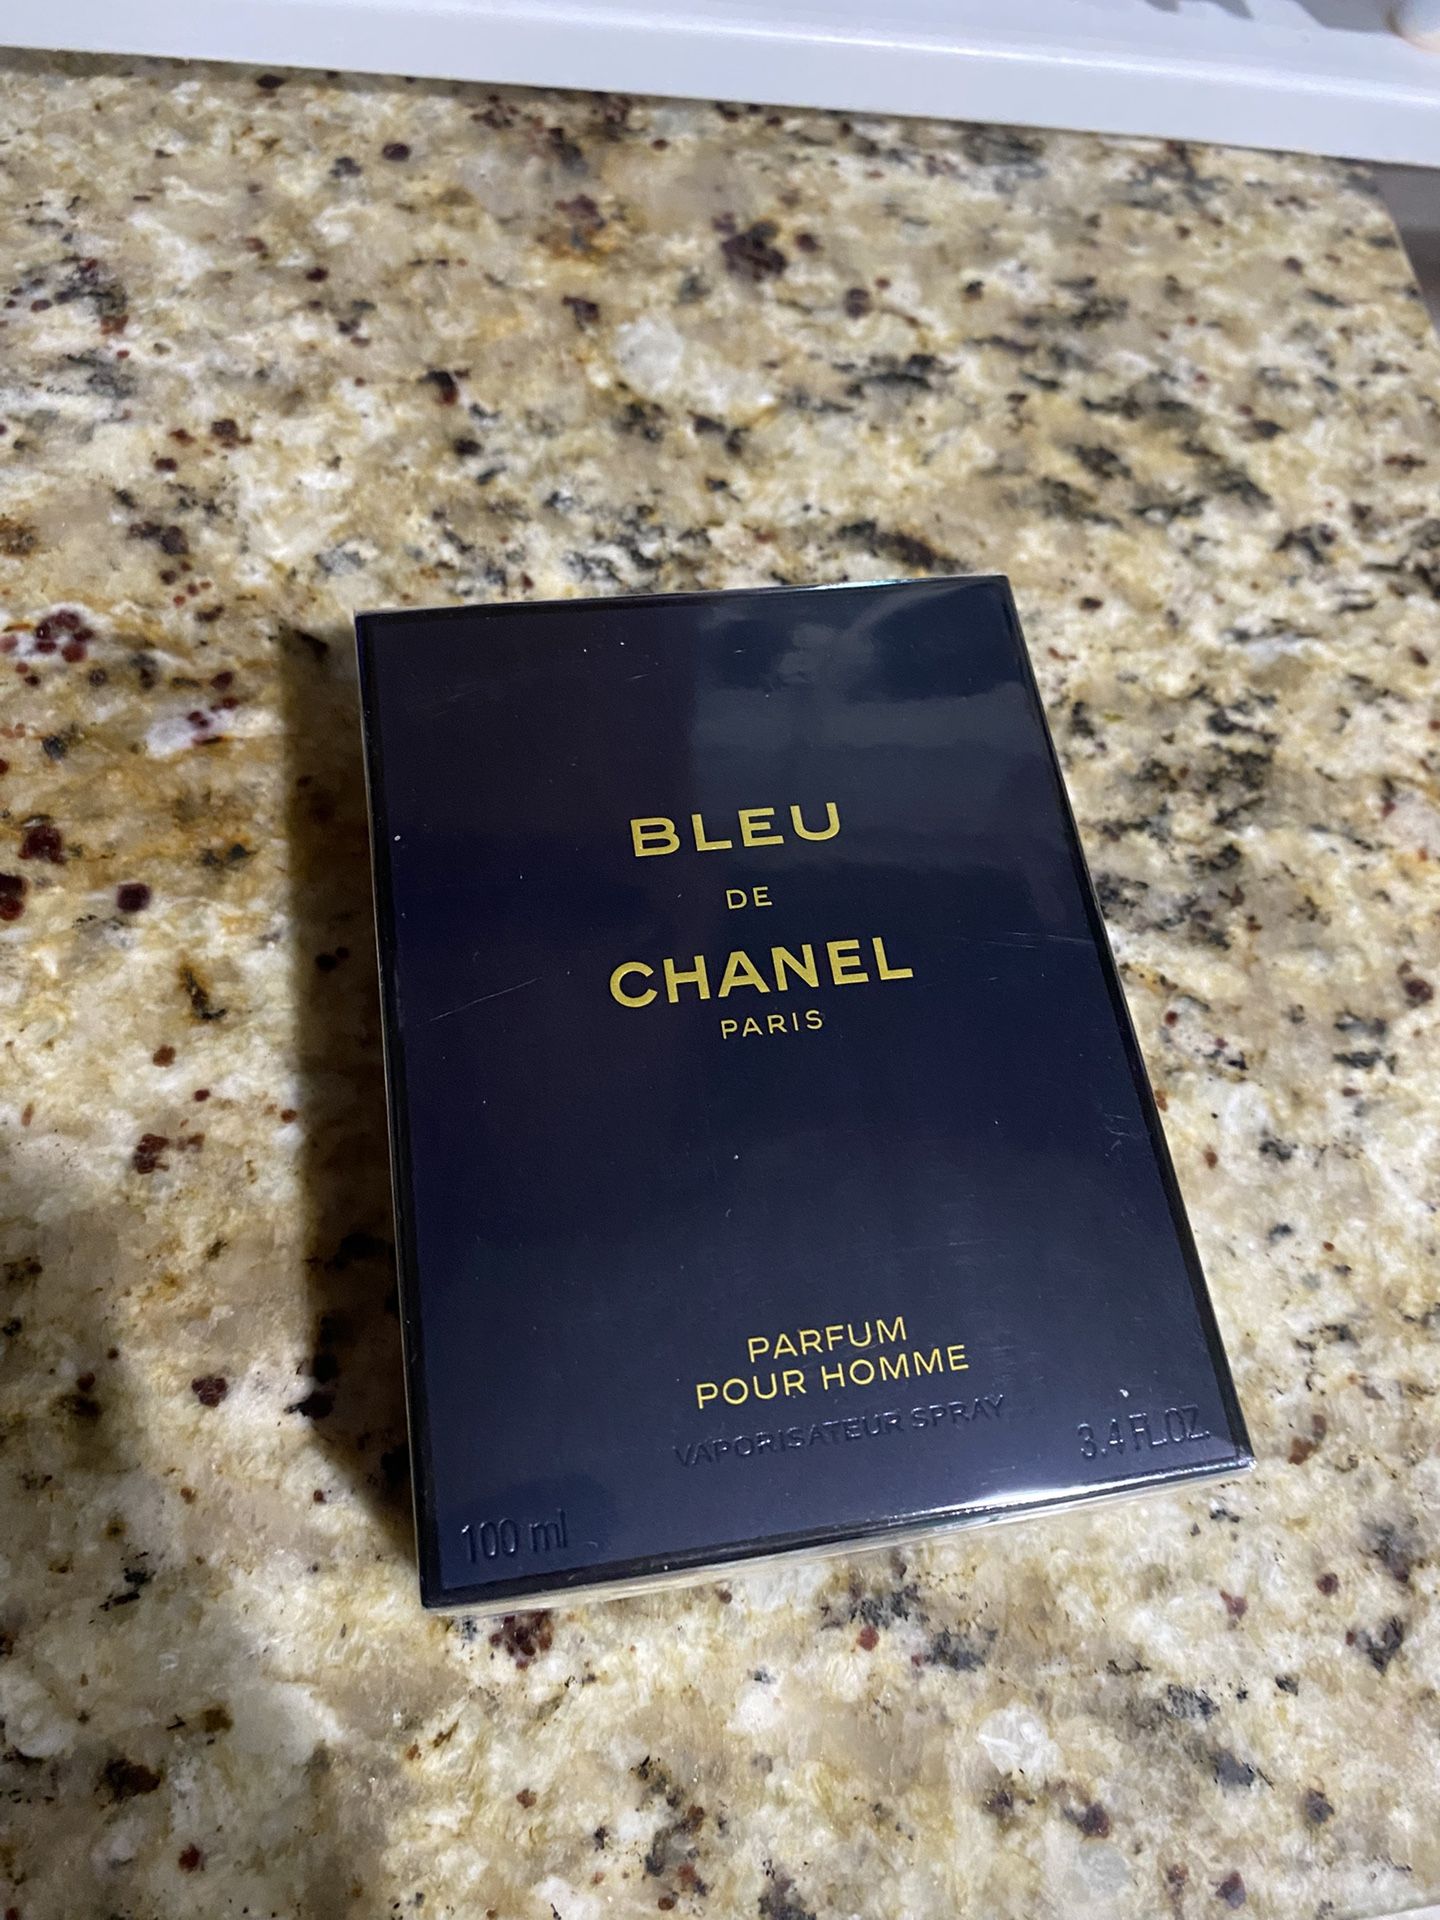 BLEU
DE
CHANEL
PARIS
PARFUM
POUR HOMME
VAPORISATEUR SPRAY
100 ml 3.4 FL.OZ.